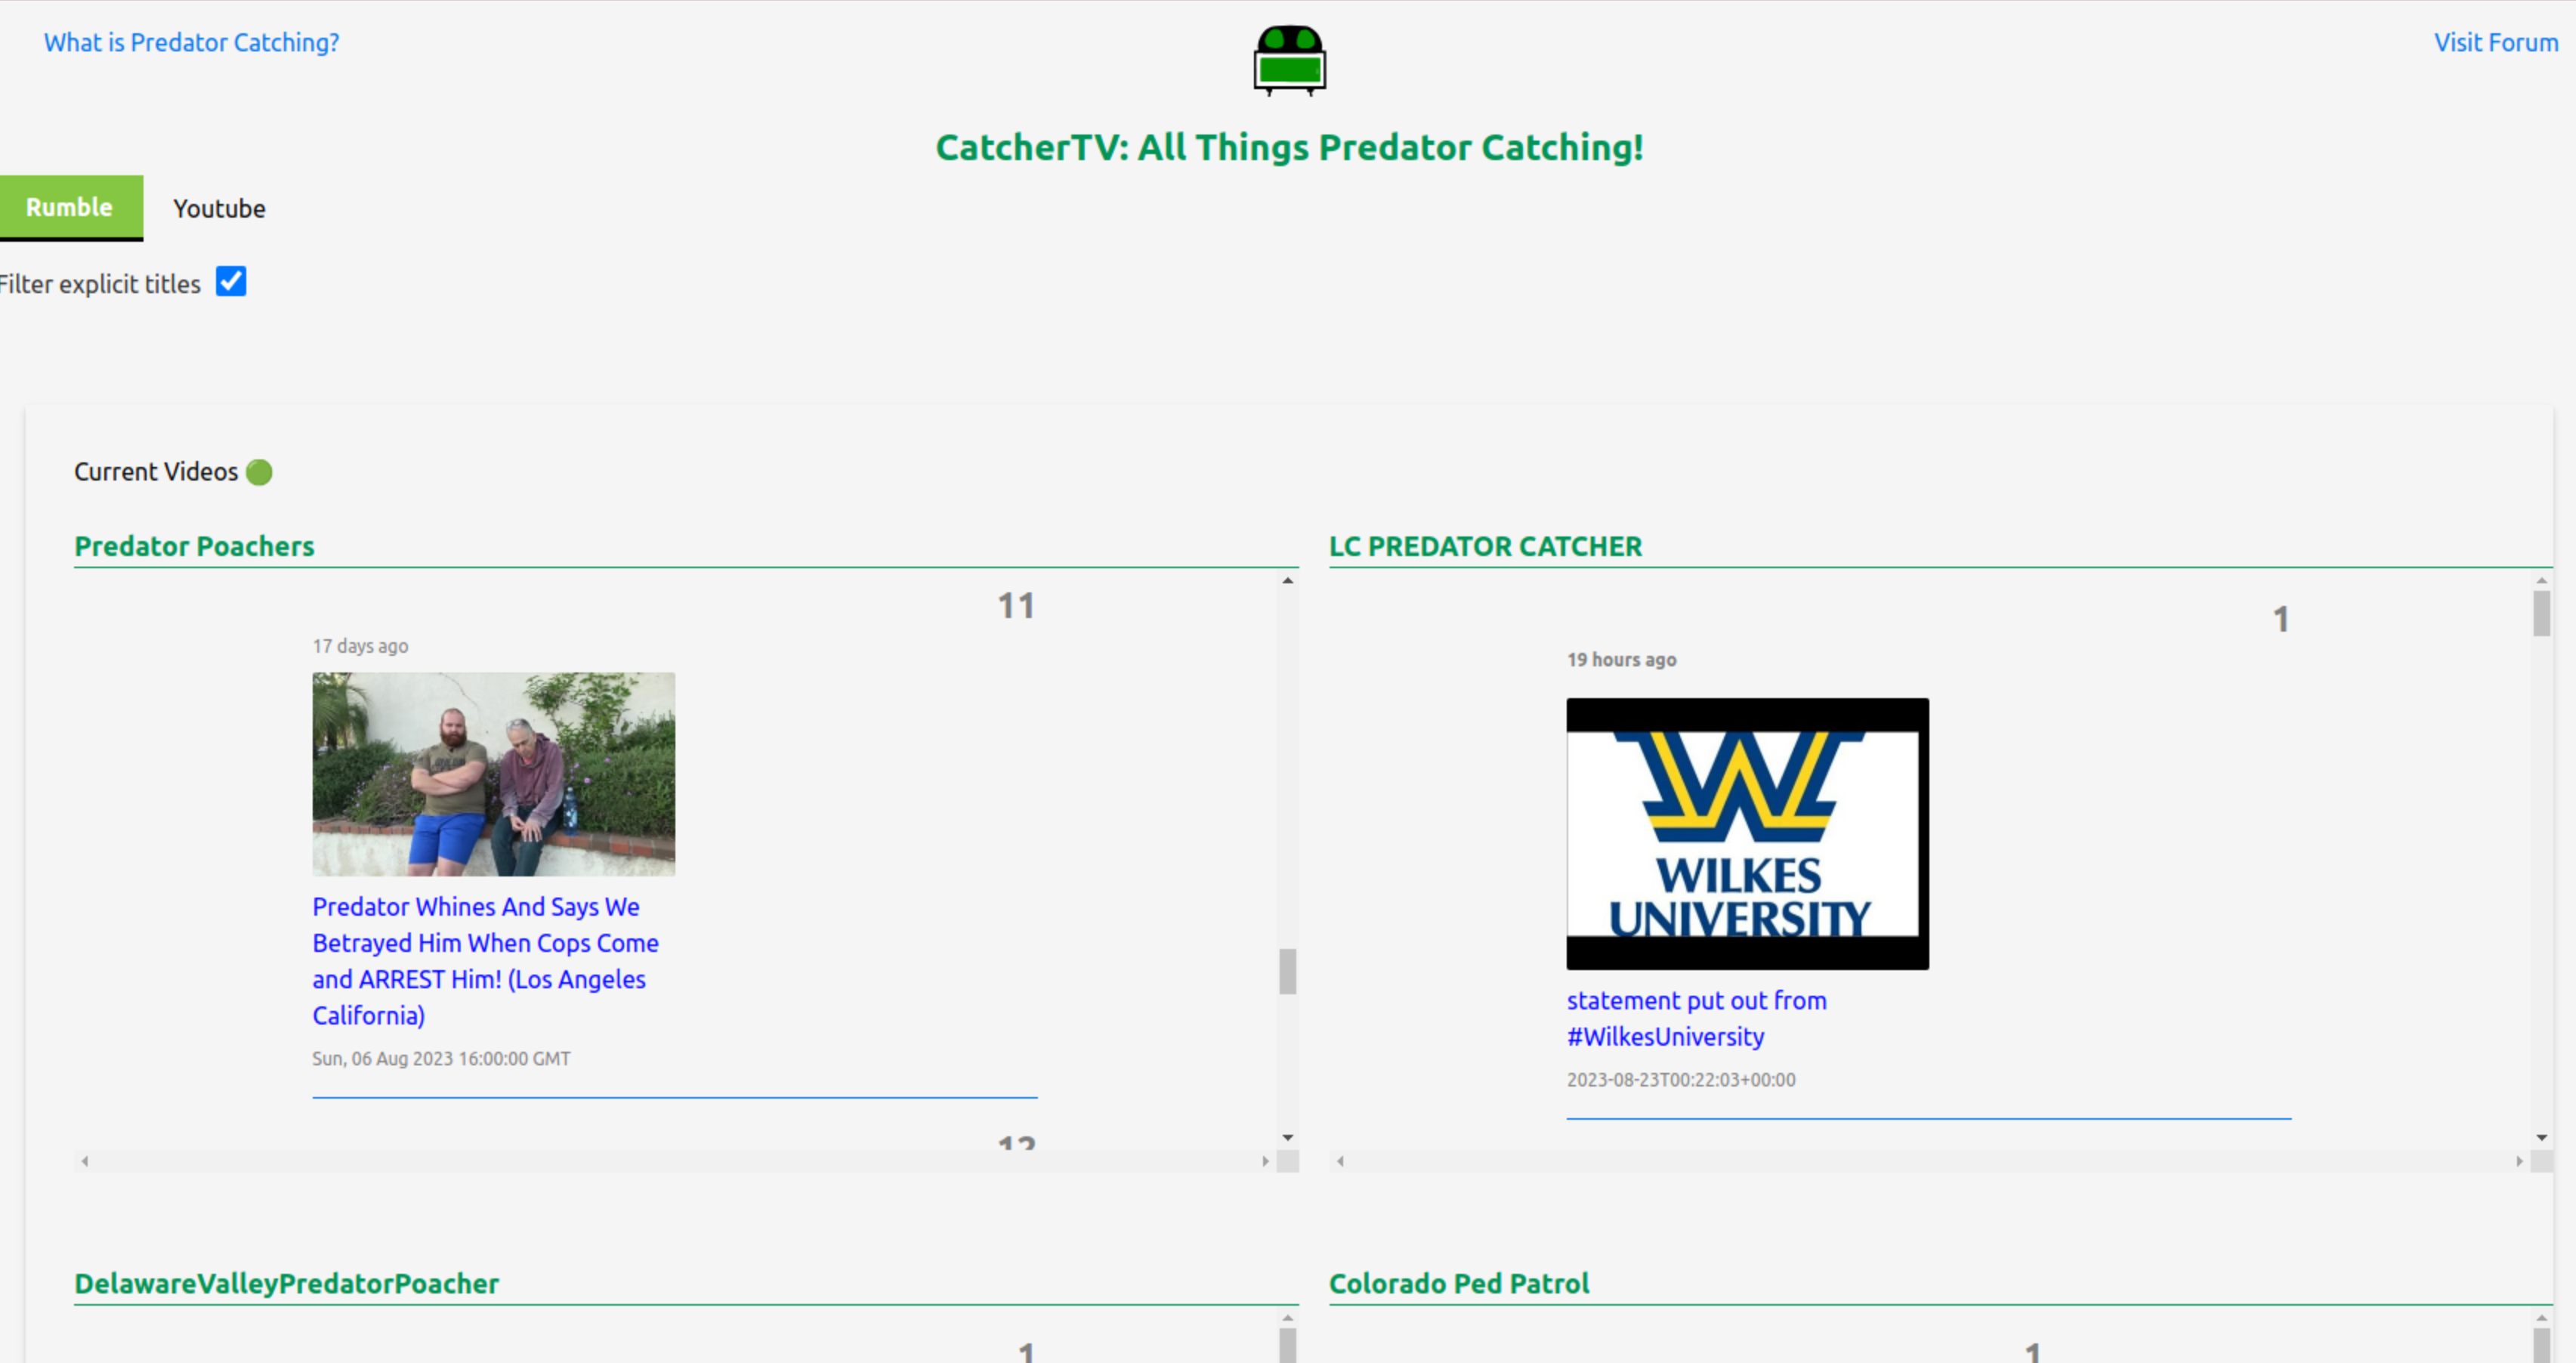 What is Predator Catching?
Visit Forum
CatcherTV: All Things Predator Catching!
Rumble
Youtube
Filter explicit titles
Current Videos
Predator Poachers
11
17 days ago
Predator Whines And Says We
Betrayed Him When Cops Come
and ARREST Him! (Los Angeles
California)
Sun, 06 Aug 2023 16:00:00 GMT
12
LC PREDATOR CATCHER
1
19 hours ago
WILKES
UNIVERSITY
statement put out from
#WilkesUniversity
2023-08-23T00:22:03+00:00
DelawareValleyPredatorPoacher
1
Colorado Ped Patrol
1